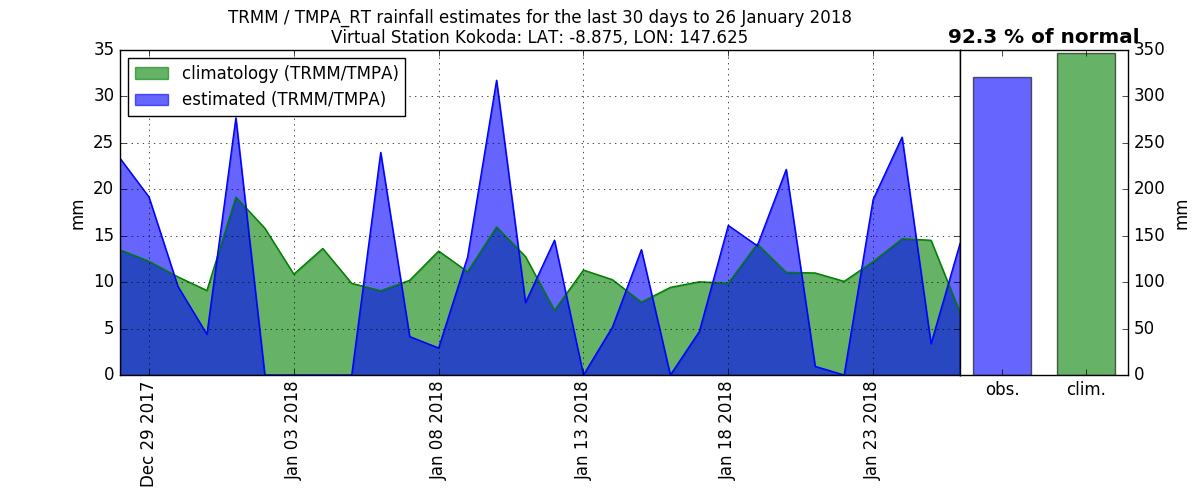 TRMM / TMPA_RT rainfall estimates for the last 30 days to 26 January 2018
Virtual Station Kokoda: LAT: -8.875, LON: 147.625
92.3 % of normal
climatology (TRMM/TMPA)
estimated (TRMM/TMPA)
35
30
25
20
15
10
5
0
mm
Dec 29 2017
Jan 03 2018
Jan 08 2018
Jan 13 2018
Jan 18 2018
Jan 23 2018
350
300
250
200
150
100
50
0
mm
obs.
clim.